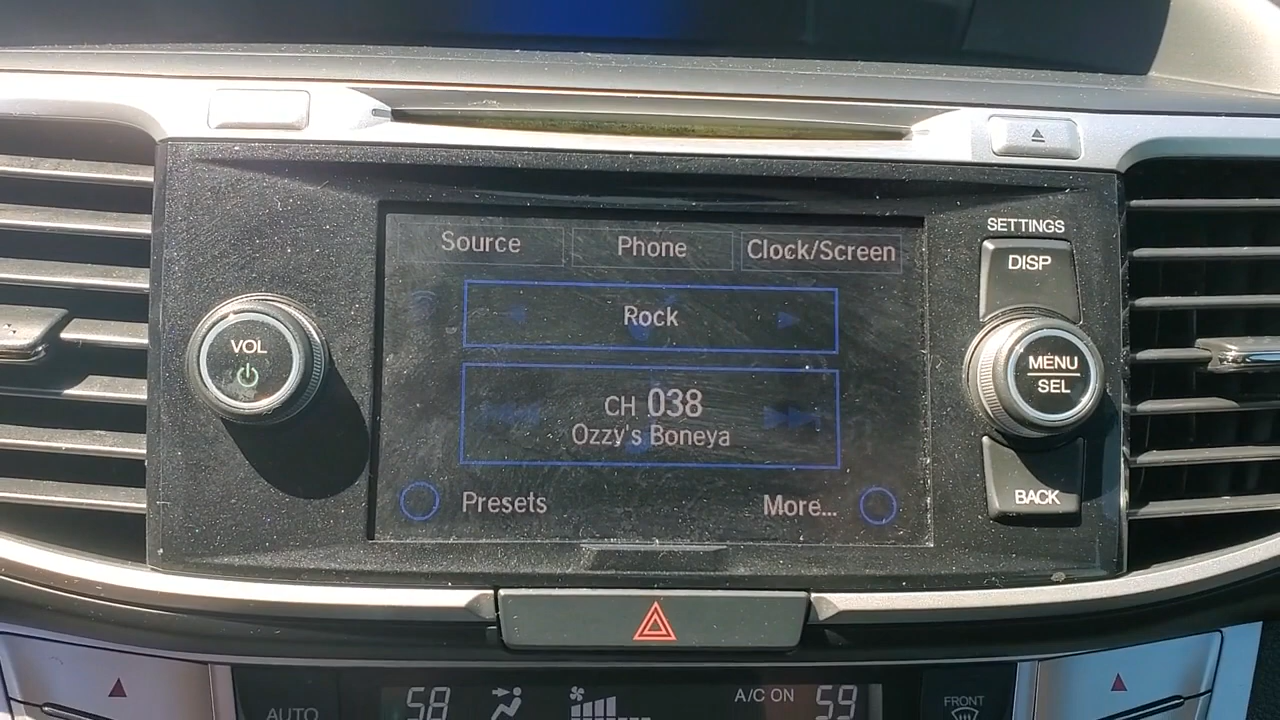 SETTINGS
Source Phone Clock/Screen
DISP
Rock
VOL
MENU
SEL
CH 038
Ozzy's Boneya
Presets More...
BACK
58 A/C ON 59
AUTO FRONT